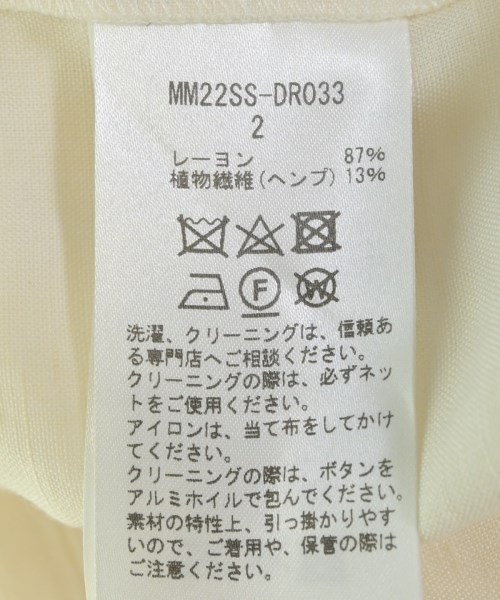 MM22SS-DR033
2
レーヨン 87%
植物繊維(ヘンプ) 13%
F W
洗濯、クリーニングは、信頼あ
る専門店へご相談ください。
クリーニングの際は、必ずネッ
トをご使用ください。
アイロンは、当て布をしてかけ
てください。
クリーニングの際は、ボタンを
アルミホイルで包んでください。
素材の特性上、引っ掛かりやす
いので、ご着用や、保管の際は
ご注意ください。